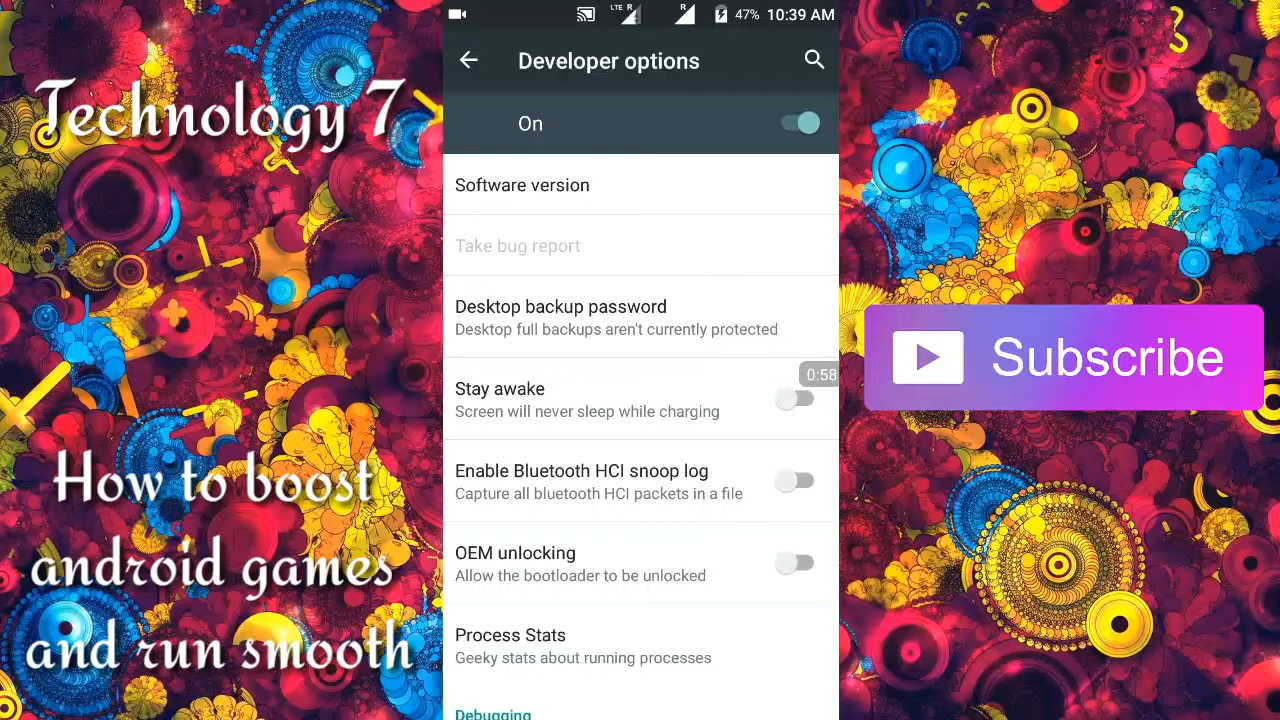 Technology 7
How to boost
android games
and run smooth
LTE R R 47% 10:39 AM
Developer options
On
Software version
Take bug report
Desktop backup password
Desktop full backups aren't currently protected
0:58
Stay awake
Screen will never sleep while charging
Enable Bluetooth HCI snoop log
Capture all bluetooth HCI packets in a file
OEM unlocking
Allow the bootloader to be unlocked
Process Stats
Geeky stats about running processes
Debugging
Subscribe